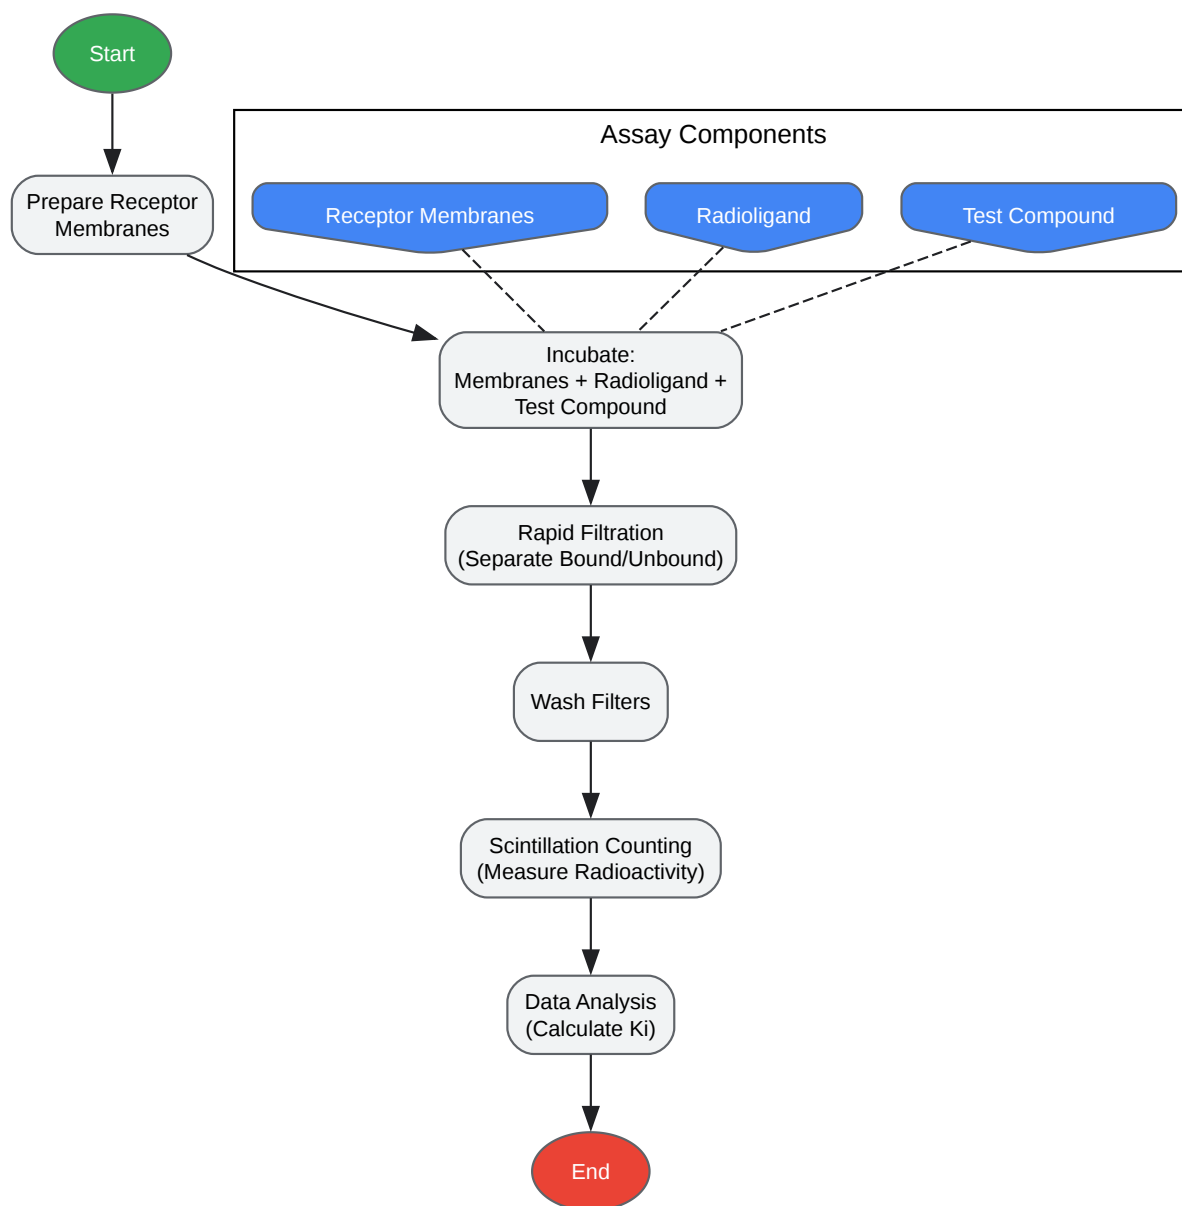 Start
Assay Components
Prepare Receptor
Membranes
Receptor Membranes
Radioligand
Test Compound
Incubate:
Membranes + Radioligand +
Test Compound
Rapid Filtration
(Separate Bound/Unbound)
Wash Filters
Scintillation Counting
(Measure Radioactivity)
Data Analysis
(Calculate Ki)
End